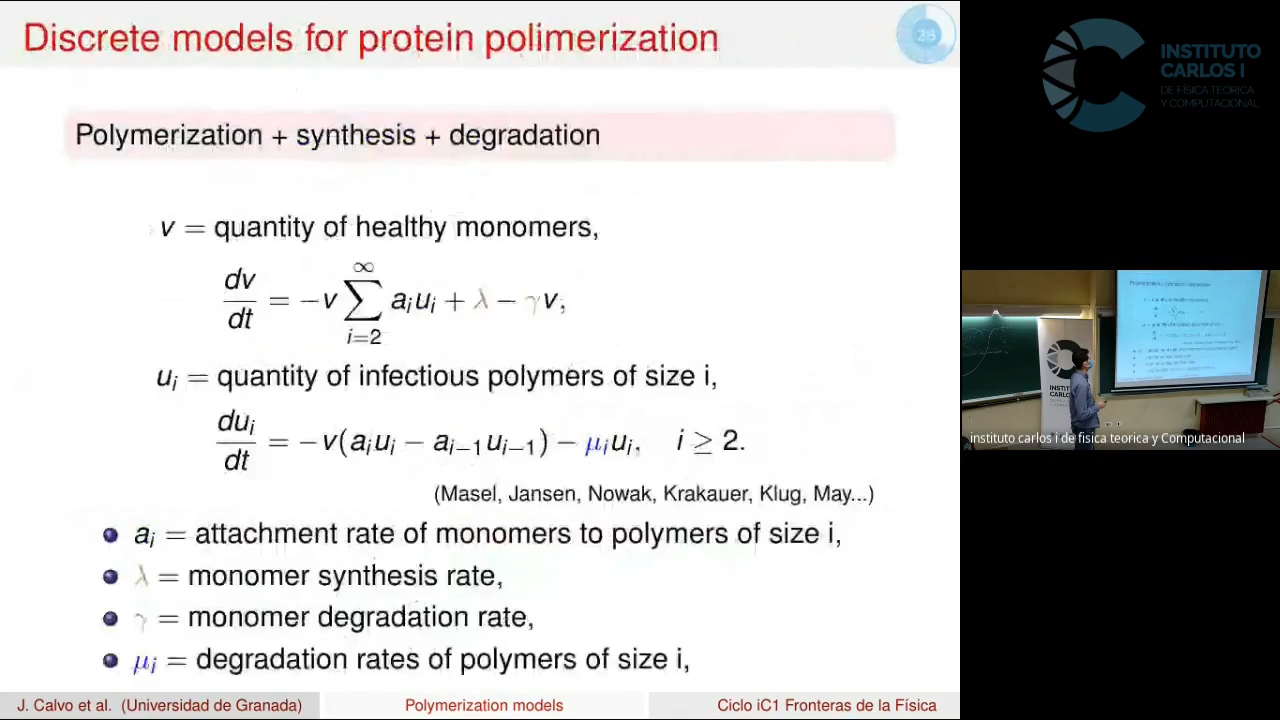 Discrete models for protein polimerization
26
Polymerization + synthesis + degradation
v = quantity of healthy monomers,
dv/dt = −v ∑_{i=2}^{∞} a_i u_i + λ − γv,
u_i = quantity of infectious polymers of size i,
du_i/dt = −v(a_i u_i − a_{i−1} u_{i−1}) − μ_i u_i, i ≥ 2.
(Masel, Jansen, Nowak, Krakauer, Klug, May...)
a_i = attachment rate of monomers to polymers of size i,
λ = monomer synthesis rate,
γ = monomer degradation rate,
μ_i = degradation rates of polymers of size i,
J. Calvo et al. (Universidad de Granada)
Polymerization models
Ciclo iC1 Fronteras de la Física
INSTITUTO
CARLOS I
DE FÍSICA TEÓRICA
Y COMPUTACIONAL
instituto carlos i de fisica teorica y Computacional